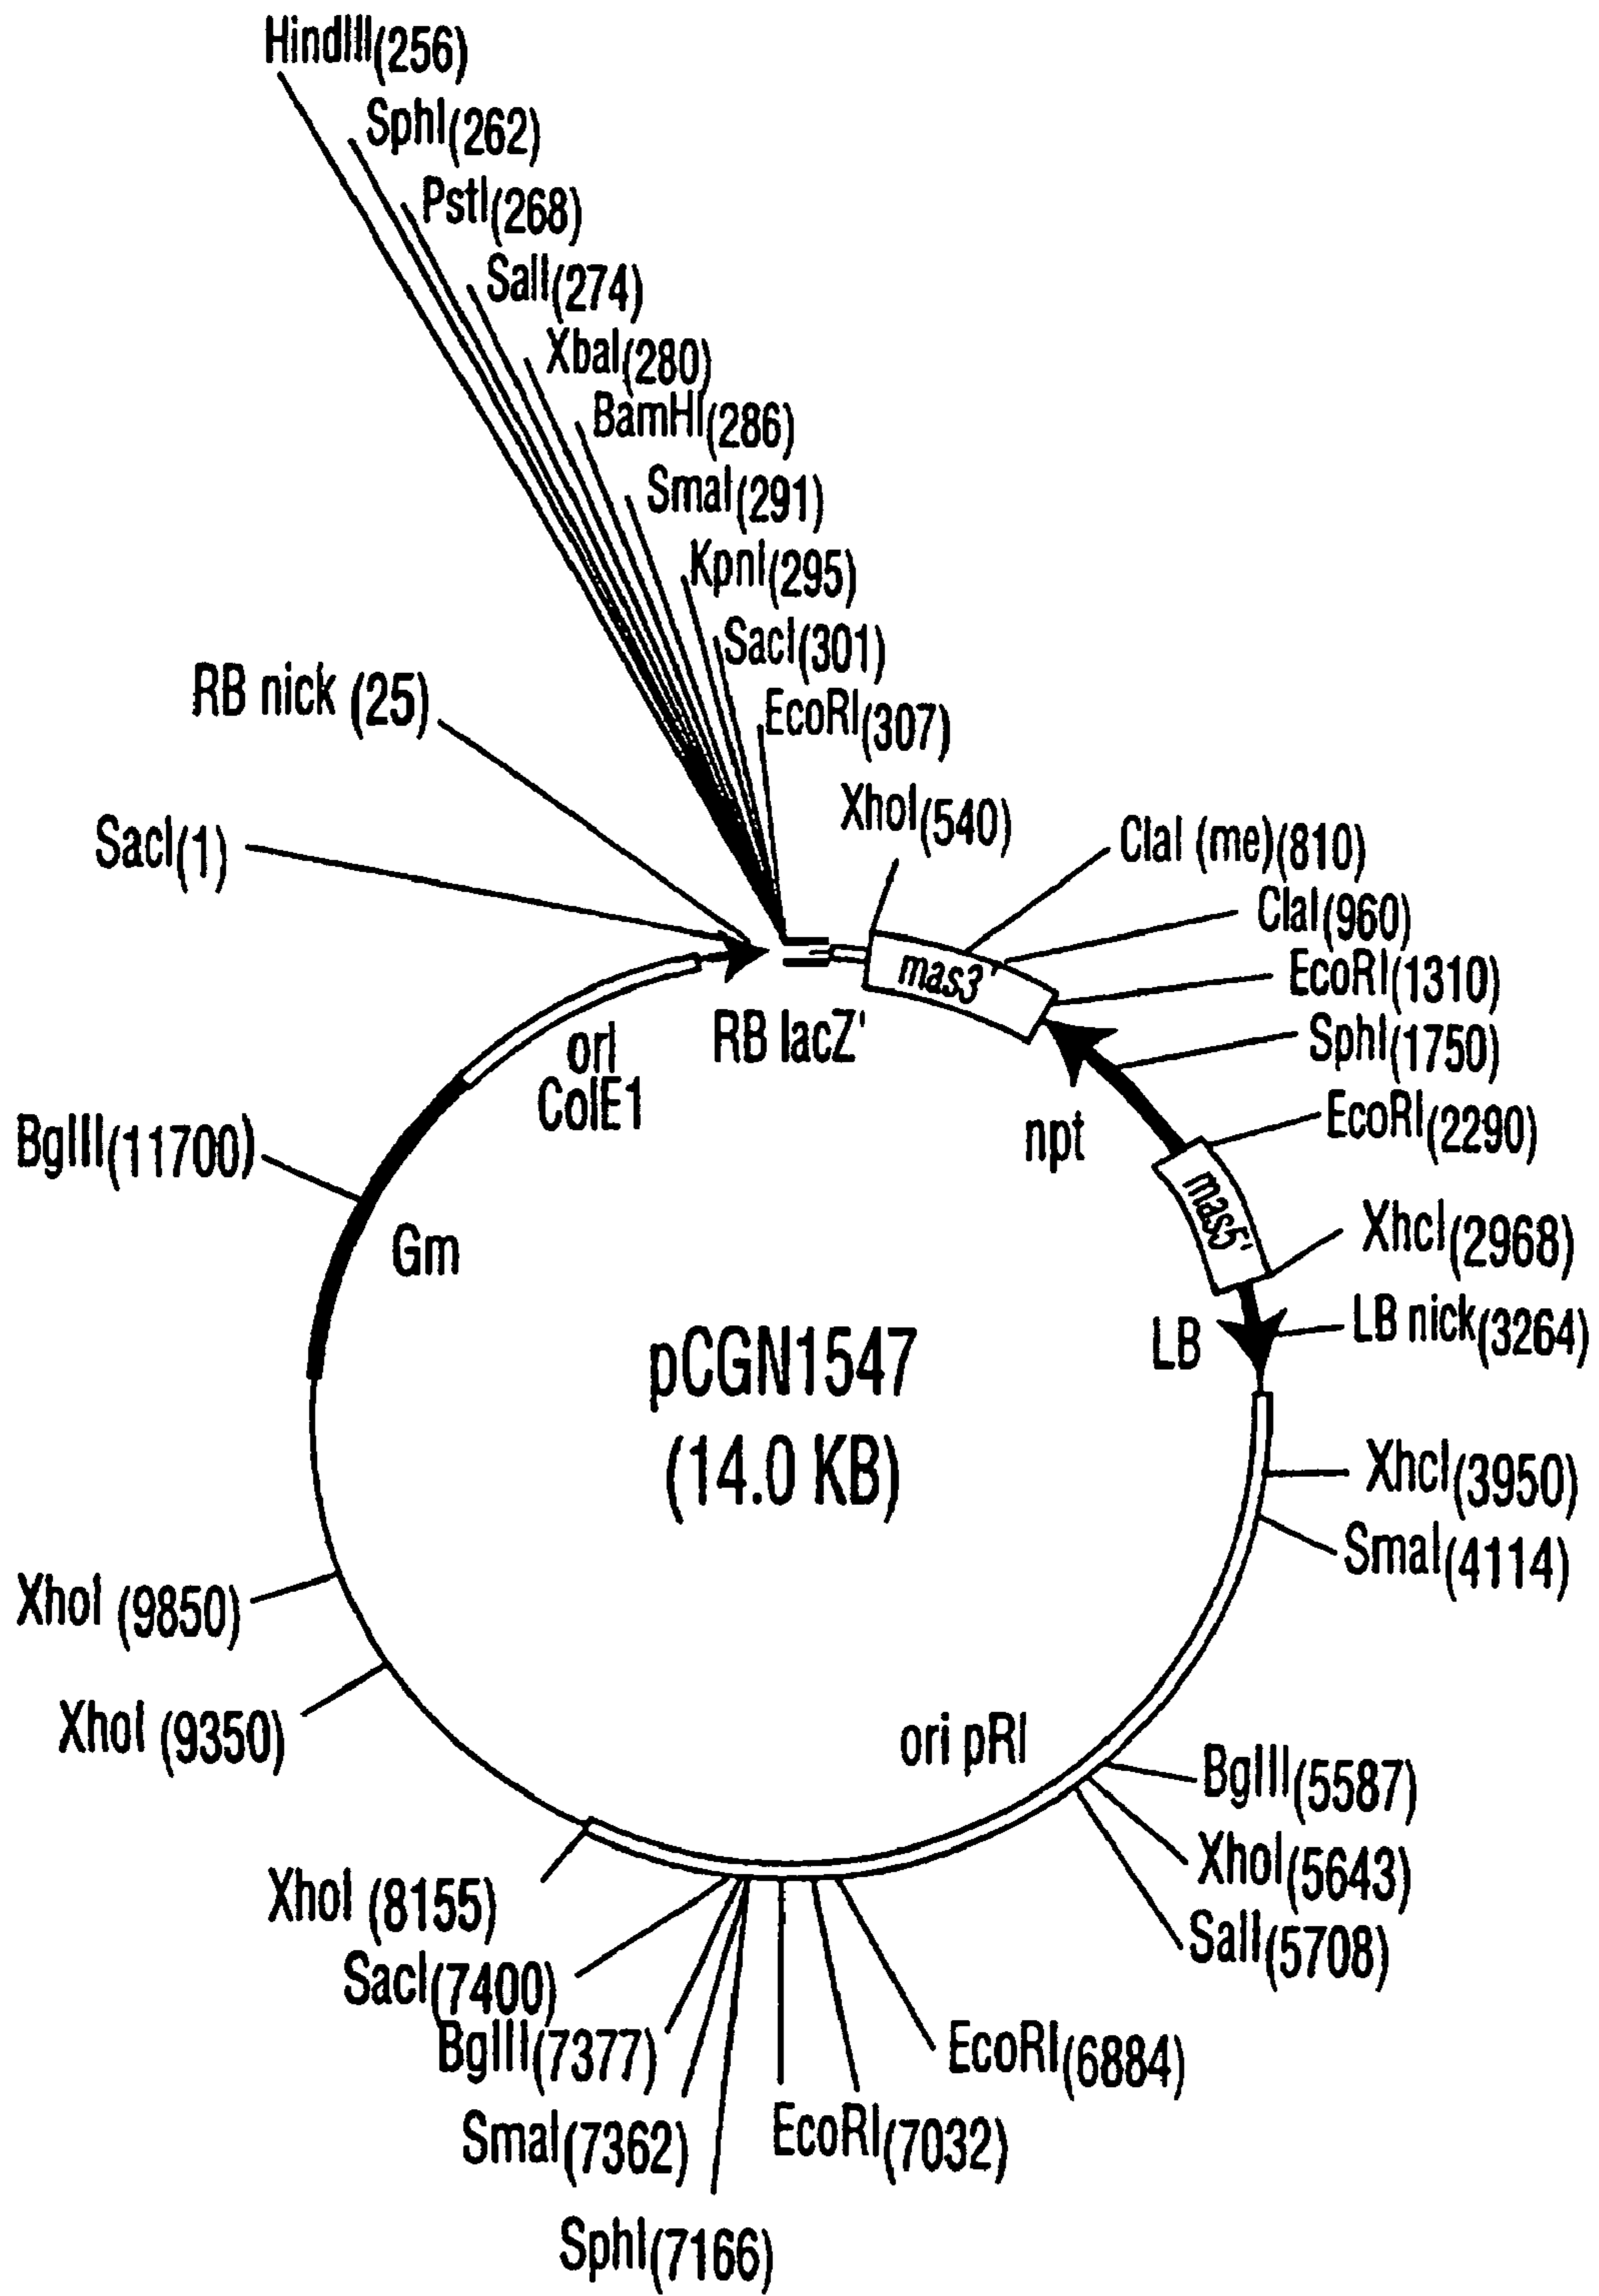 HindIII(256)
SphI(262)
PstI(268)
SalI(274)
XbaI(280)
BamHI(286)
SmaI(291)
KpnI(295)
SacI(301)
EcoRI(307)
RB nick (25)
SacI(1)
XhoI(540)
ClaI (me)(810)
ClaI(960)
EcoRI(1310)
SphI(1750)
EcoRI(2290)
XhcI(2968)
LB nick(3264)
XhcI(3950)
SmaI(4114)
BglII(5587)
XhoI(5643)
SalI(5708)
EcoRI(6884)
EcoRI(7032)
SphI(7166)
SmaI(7362)
BglII(7377)
SacI(7400)
XhoI (8155)
XhoI (9350)
XhoI (9850)
BglII(11700)
Gm
orI
ColE1
RB lacZ'
mas3'
npt
mas5'
LB
ori pRI
pCGN1547
(14.0 KB)